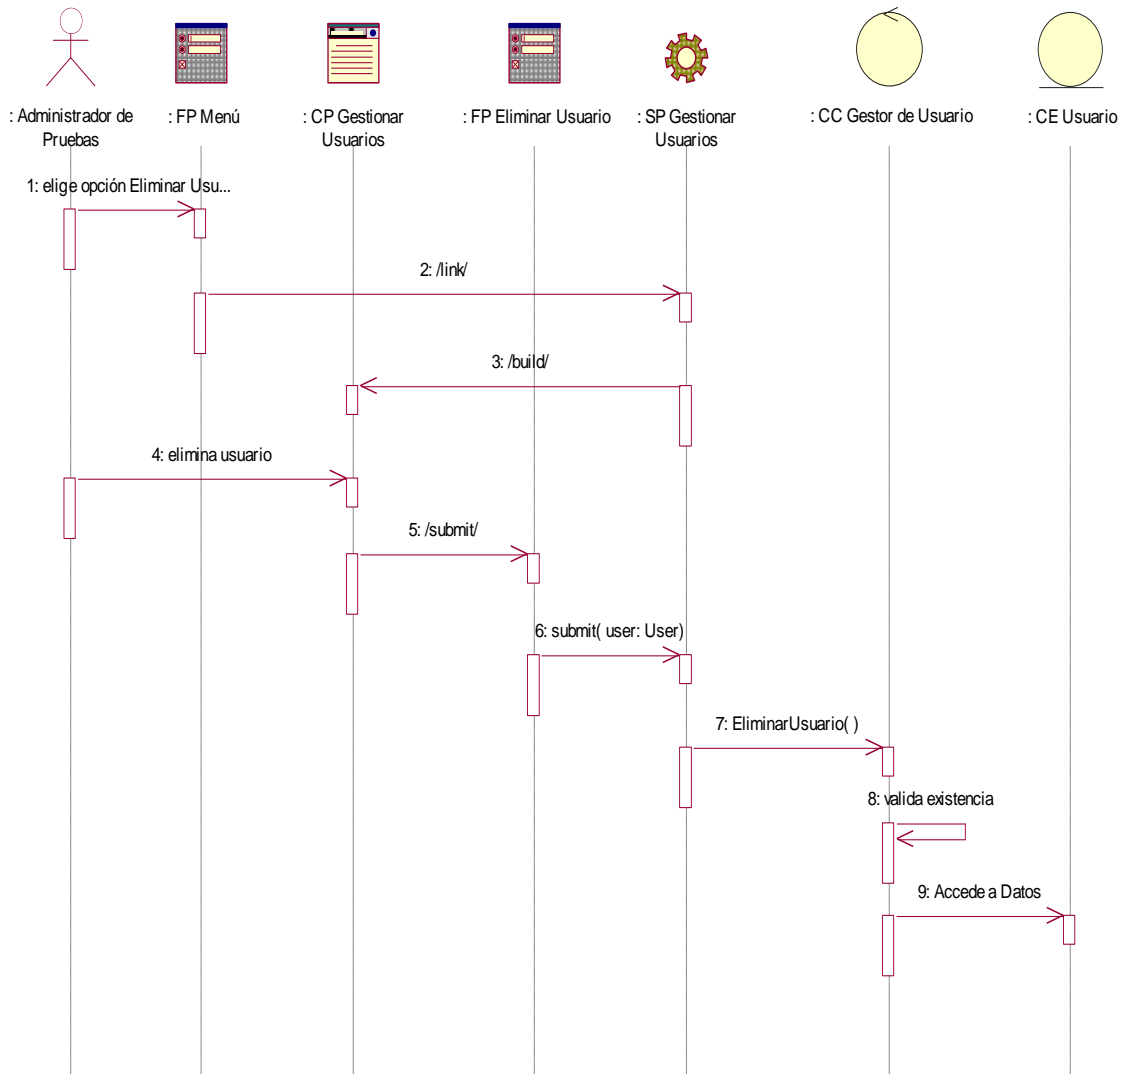 : Administrador de
Pruebas
: FP Menú
: CP Gestionar
Usuarios
: FP Eliminar Usuario
: SP Gestionar
Usuarios
: CC Gestor de Usuario
: CE Usuario
1: elige opción Eliminar Usu...
2: /link/
3: /build/
4: elimina usuario
5: /submit/
6: submit( user: User)
7: EliminarUsuario( )
8: valida existencia
9: Accede a Datos